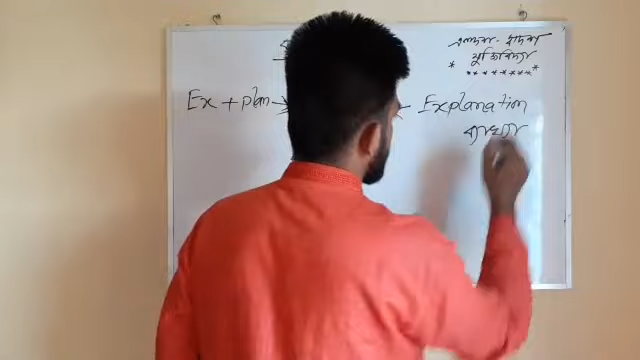 * যুক্তিবিদ্যা *
*******
Ex + plan → - Explanation
ব্যাখ্যা